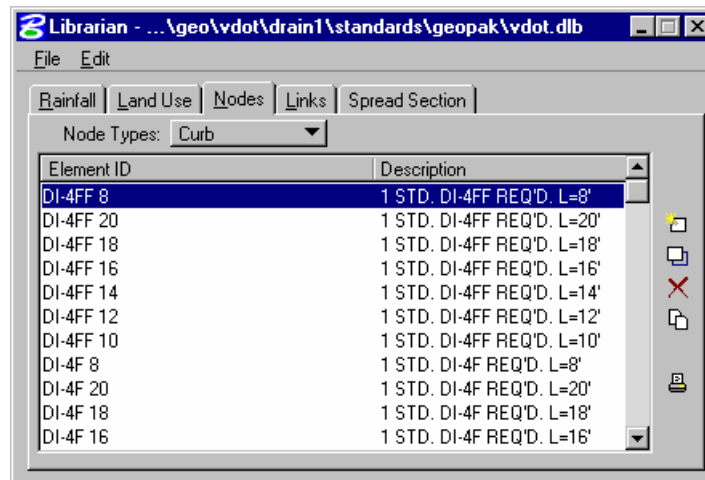 Librarian - ...\geo\vdot\drain1\standards\geopak\vdot.dlb
File Edit
Rainfall Land Use Nodes Links Spread Section
Node Types: Curb
Element ID Description
DI-4FF 8 1 STD. DI-4FF REQ'D. L=8'
DI-4FF 20 1 STD. DI-4FF REQ'D. L=20'
DI-4FF 18 1 STD. DI-4FF REQ'D. L=18'
DI-4FF 16 1 STD. DI-4FF REQ'D. L=16'
DI-4FF 14 1 STD. DI-4FF REQ'D. L=14'
DI-4FF 12 1 STD. DI-4FF REQ'D. L=12'
DI-4FF 10 1 STD. DI-4FF REQ'D. L=10'
DI-4F 8 1 STD. DI-4F REQ'D. L=8'
DI-4F 20 1 STD. DI-4F REQ'D. L=20'
DI-4F 18 1 STD. DI-4F REQ'D. L=18'
DI-4F 16 1 STD. DI-4F REQ'D. L=16'